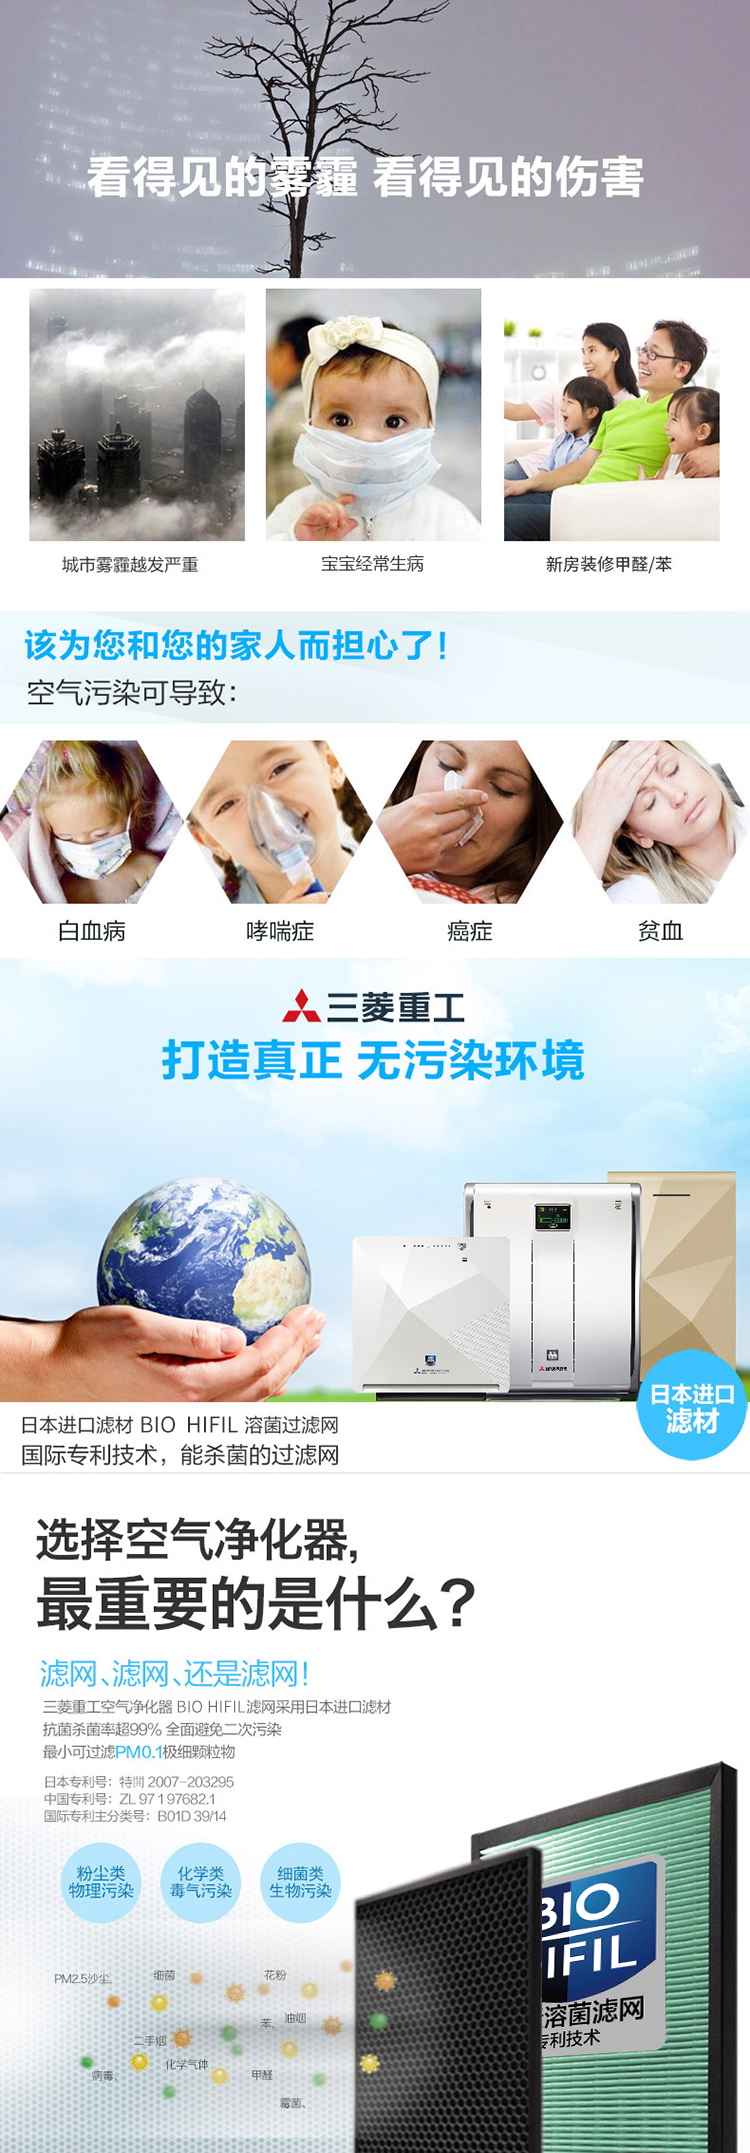 看得见的雾霾 看得见的伤害
城市雾霾越发严重
宝宝经常生病
新房装修甲醛/苯
该为您和您的家人而担心了!
空气污染可导致:
白血病
哮喘症
癌症
贫血
三菱重工
打造真正 无污染环境
日本进口
滤材
日本进口滤材 BIO HIFIL 溶菌过滤网
国际专利技术，能杀菌的过滤网
选择空气净化器,
最重要的是什么?
滤网、滤网、还是滤网!
三菱重工空气净化器 BIO HIFIL滤网采用日本进口滤材
抗菌杀菌率超99% 全面避免二次污染
最小可过滤PM0.1极细颗粒物
日本专利号: 特開 2007-203295
中国专利号: ZL 97 1 97682.1
国际专利主分类号: B01D 39/14
粉尘类
物理污染
化学类
毒气污染
细菌类
生物污染
PM2.5沙尘,
细菌
花粉
苯,
油烟
二手烟
化学气体
病毒、
甲醛
霉菌、
BIO
HIFIL
溶菌滤网
专利技术